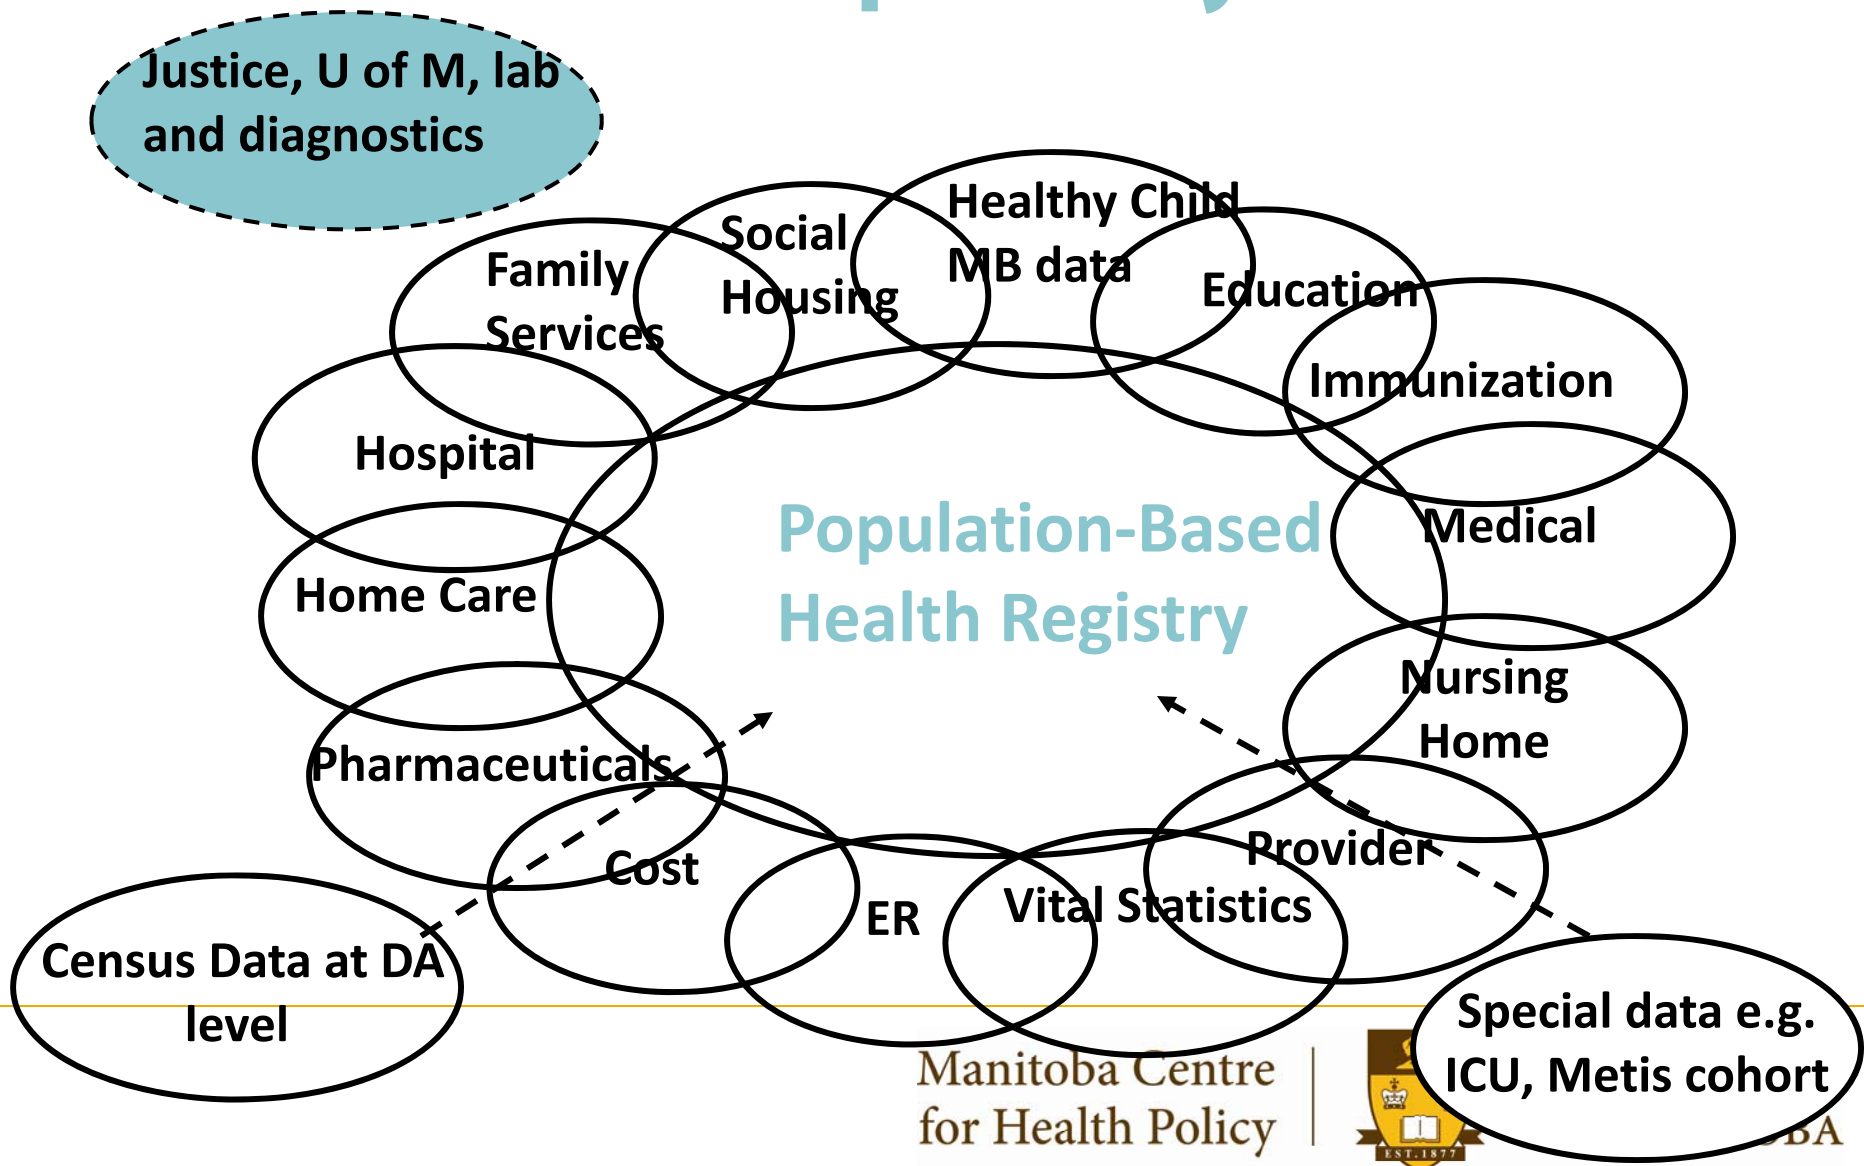 Justice, U of M, lab
and diagnostics
Healthy Child
MB data
Social
Housing
Family
Services
Education
Immunization
Hospital
Medical
Population-Based
Health Registry
Home Care
Nursing
Home
Pharmaceuticals
Provider
Cost
ER
Vital Statistics
Census Data at DA
level
Special data e.g.
ICU, Metis cohort
Manitoba Centre
for Health Policy
EST.1877